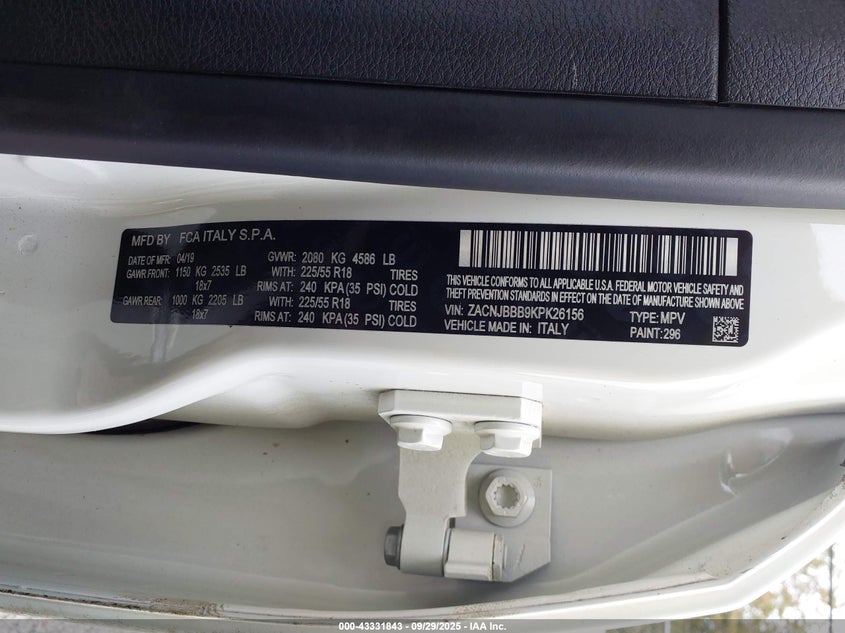 MFD BY FCA ITALY S.P.A.
DATE OF MFR: 04/19 GVWR: 2080 KG 4586 LB
GAWR FRONT: 1150 KG 2535 LB WITH: 225/55 R18 TIRES
18x7 RIMS AT: 240 KPA(35 PSI) COLD
GAWR REAR: 1000 KG 2205 LB WITH: 225/55 R18 TIRES
18x7 RIMS AT: 240 KPA(35 PSI) COLD
THIS VEHICLE CONFORMS TO ALL APPLICABLE U.S.A. FEDERAL MOTOR VEHICLE SAFETY,
BUMPER, AND THEFT PREVENTION STANDARDS IN EFFECT ON THE DATE OF MANUFACTURE SHOWN ABOVE.
VIN: ZACNJBBB9KPK26156 TYPE: MPV
VEHICLE MADE IN: ITALY PAINT:296
000-43331843 - 09/29/2025 - IAA Inc.